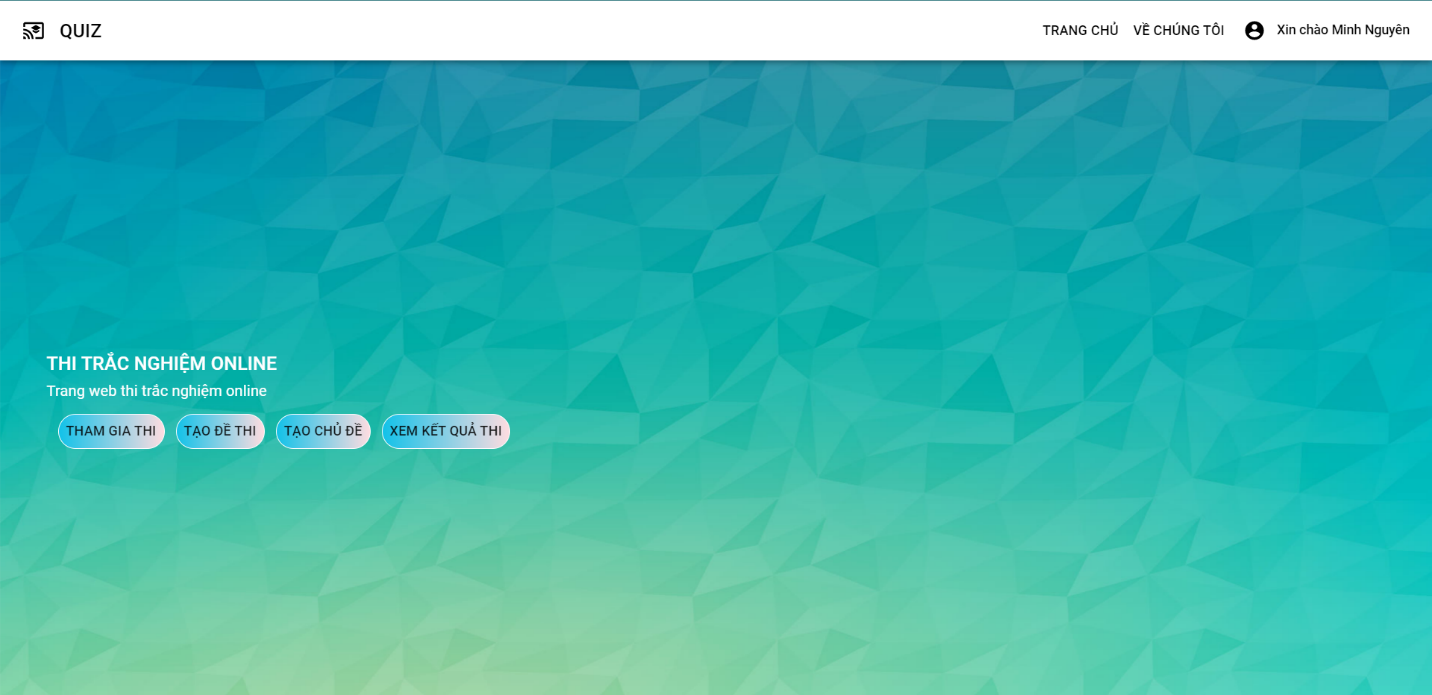 QUIZ
TRANG CHỦ VỀ CHÚNG TÔI Xin chào Minh Nguyên
THI TRẮC NGHIỆM ONLINE
Trang web thi trắc nghiệm online
THAM GIA THI TẠO ĐỀ THI TẠO CHỦ ĐỀ XEM KẾT QUẢ THI